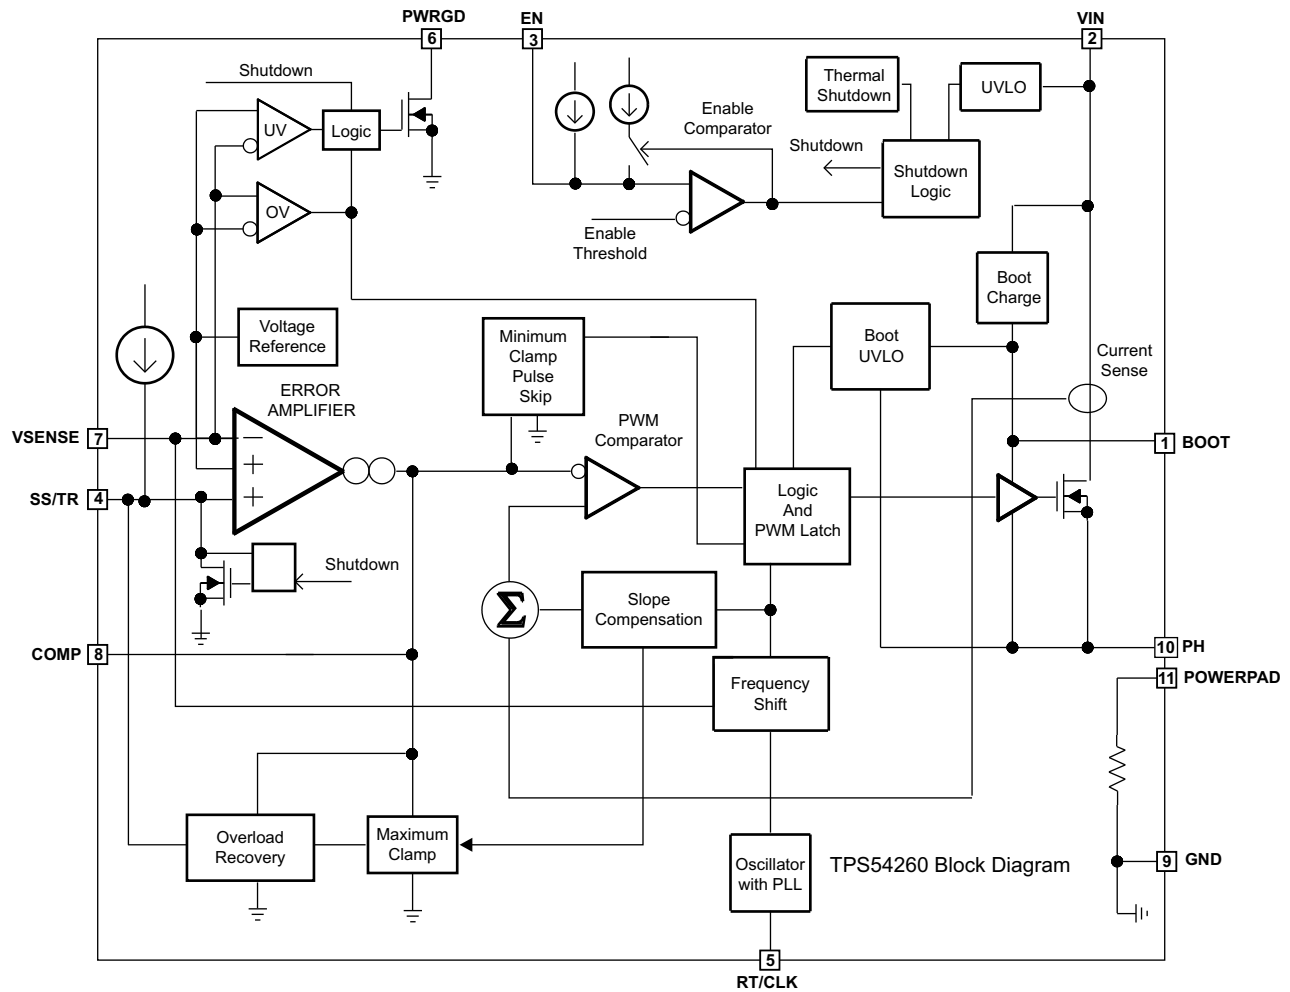 PWRGD
6
EN
3
VIN
2
Shutdown
UV
Logic
OV
Enable
Comparator
Enable
Threshold
Thermal
Shutdown
UVLO
Shutdown
Shutdown
Logic
Boot
Charge
Voltage
Reference
Minimum
Clamp
Pulse
Skip
Boot
UVLO
Current
Sense
ERROR
AMPLIFIER
PWM
Comparator
VSENSE
7
−
+
+
SS/TR
4
1
BOOT
Logic
And
PWM Latch
Shutdown
Σ
Slope
Compensation
COMP
8
10
PH
11
POWERPAD
Frequency
Shift
Overload
Recovery
Maximum
Clamp
Oscillator
with PLL
TPS54260 Block Diagram
9
GND
5
RT/CLK